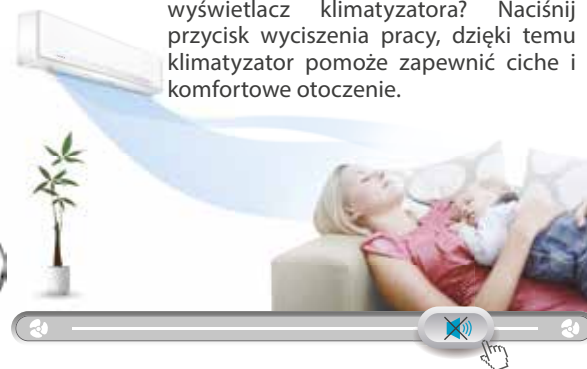 wyświetlacz klimatyzatora? Naciśnij
przycisk wyciszenia pracy, dzięki temu
klimatyzator pomoże zapewnić ciche i
komfortowe otoczenie.